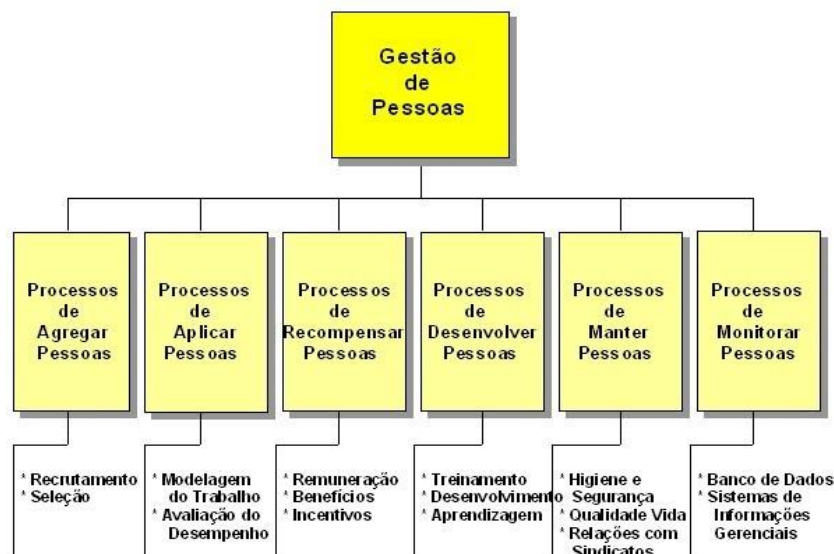 Gestão
de
Pessoas
Processos
de
Agregar
Pessoas
Processos
de
Aplicar
Pessoas
Processos
de
Recompensar
Pessoas
Processos
de
Desenvolver
Pessoas
Processos
de
Manter
Pessoas
Processos
de
Monitorar
Pessoas
* Recrutamento
* Seleção
* Modelagem
do Trabalho
* Avaliação do
Desempenho
* Remuneração
* Benefícios
* Incentivos
* Treinamento
* Desenvolvimento
* Aprendizagem
* Higiene e
Segurança
* Qualidade Vida
* Relações com
Sindicatos
* Banco de Dados
* Sistemas de
Informações
Gerenciais